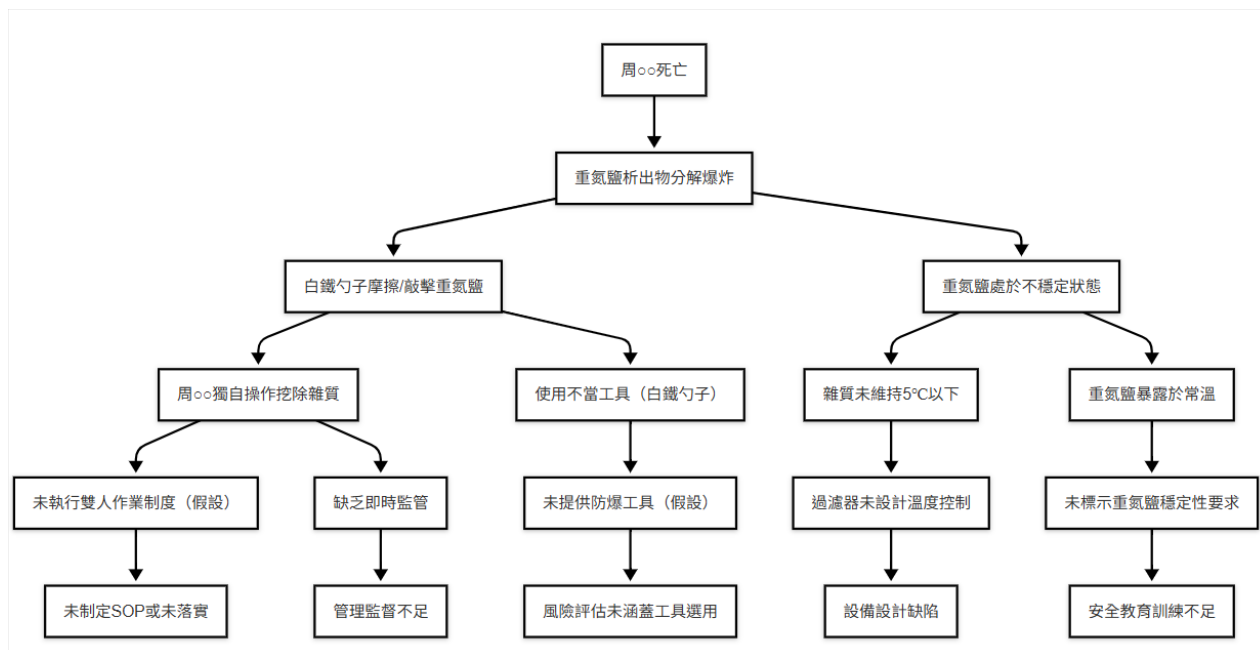 周○○死亡
重氮鹽析出物分解爆炸
白鐵勺子摩擦/敲擊重氮鹽
重氮鹽處於不穩定狀態
周○○獨自操作挖除雜質
使用不當工具（白鐵勺子）
雜質未維持5℃以下
重氮鹽暴露於常溫
未執行雙人作業制度（假設）
缺乏即時監管
未提供防爆工具（假設）
過濾器未設計溫度控制
未標示重氮鹽穩定性要求
未制定SOP或未落實
管理監督不足
風險評估未涵蓋工具選用
設備設計缺陷
安全教育訓練不足